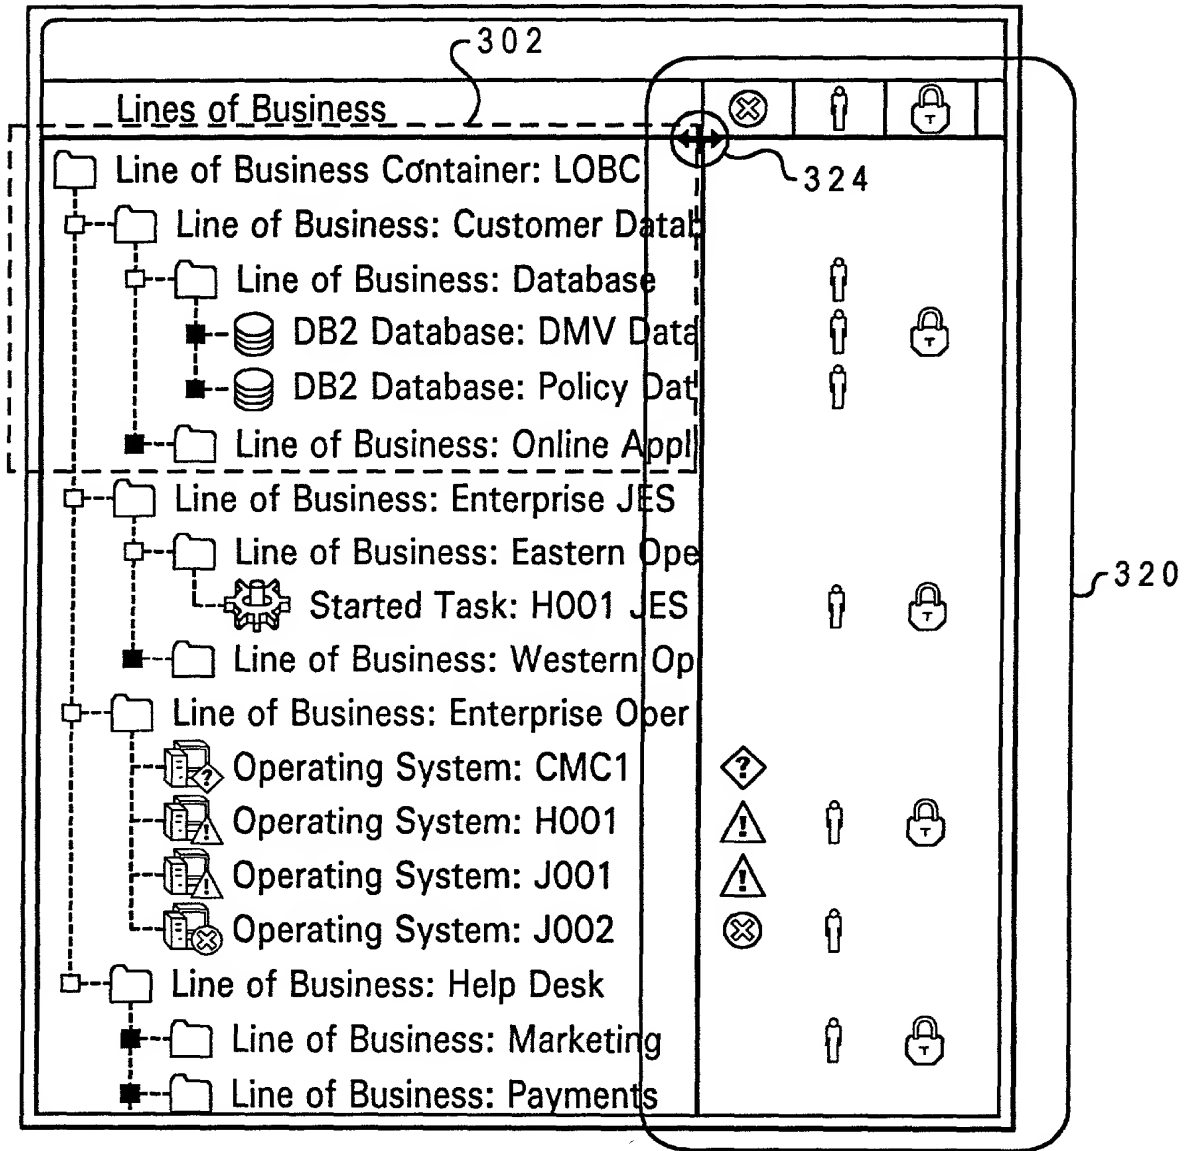 302
Lines of Business
324
Line of Business Container: LOBC
Line of Business: Customer Datab
Line of Business: Database
DB2 Database: DMV Data
T
DB2 Database: Policy Dat
Line of Business: Online Appl
Line of Business: Enterprise JES
Line of Business: Eastern Ope
320
Started Task: H001 JES
T
Line of Business: Western Op
Line of Business: Enterprise Oper
Operating System: CMC1
?
Operating System: H001
!
T
Operating System: J001
!
Operating System: J002
Line of Business: Help Desk
Line of Business: Marketing
T
Line of Business: Payments